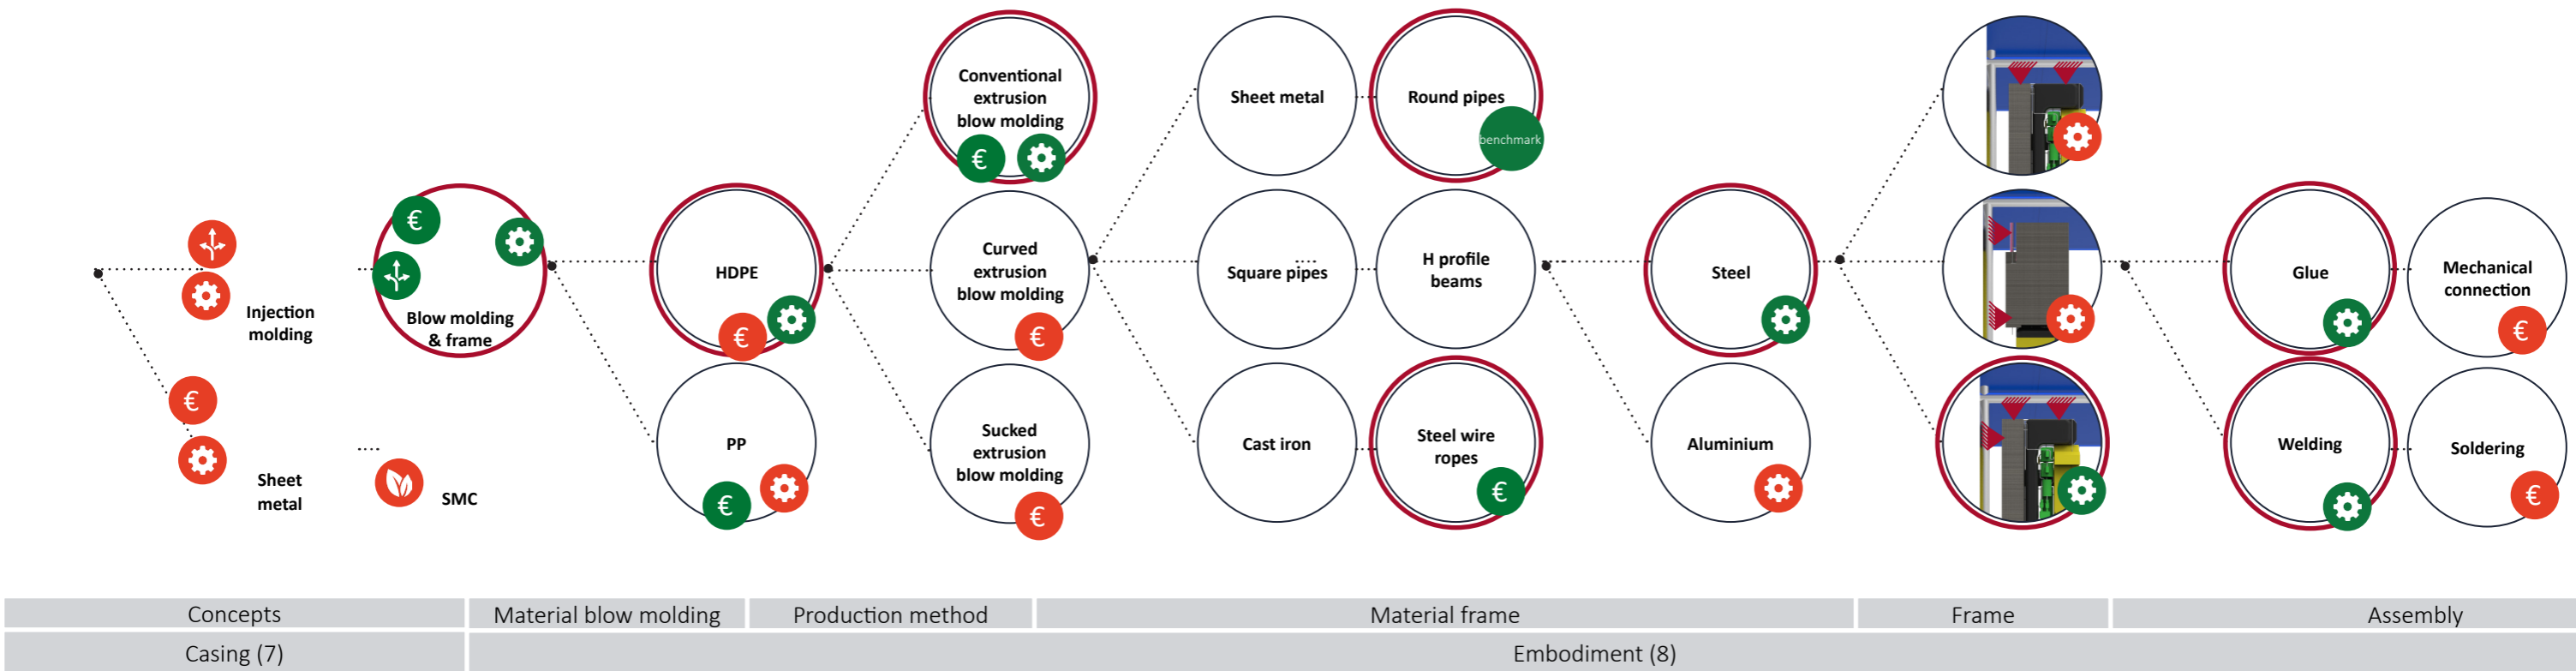 Injection
molding
Sheet
metal
Blow molding
& frame
SMC
HDPE
PP
Conventional
extrusion
blow molding
Curved
extrusion
blow molding
Sucked
extrusion
blow molding
Sheet metal
Round pipes
benchmark
Square pipes
H profile
beams
Cast iron
Steel wire
ropes
Steel
Aluminium
Glue
Mechanical
connection
Welding
Soldering
€
€
€
€
€
€
€
€
€
€
Concepts
Material blow molding
Production method
Material frame
Frame
Assembly
Casing (7)
Embodiment (8)